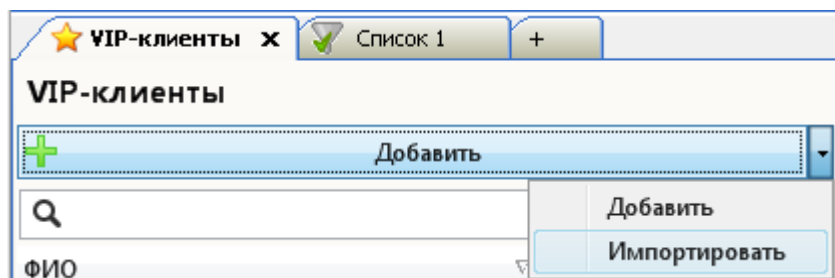 VIP-клиенты x Список 1 +
VIP-клиенты
Добавить
Добавить
Импортировать
ФИО